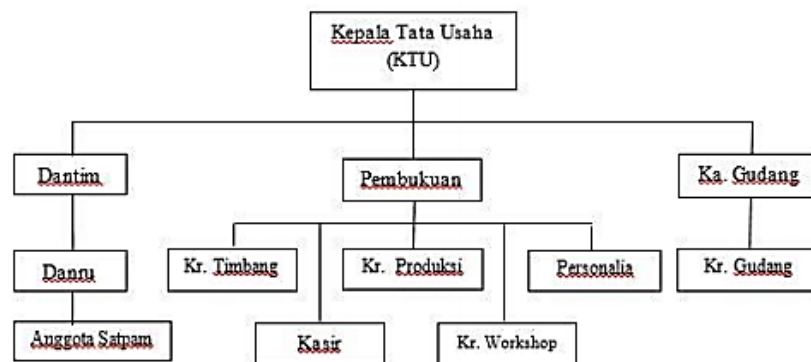 Kepala Tata Usaha
(KTU)
Dantim
Pembukuan
Ka. Gudang
Danru
Kr. Timbang
Kr. Produksi
Personalia
Kr. Gudang
Anggota Satpam
Kasir
Kr. Workshop